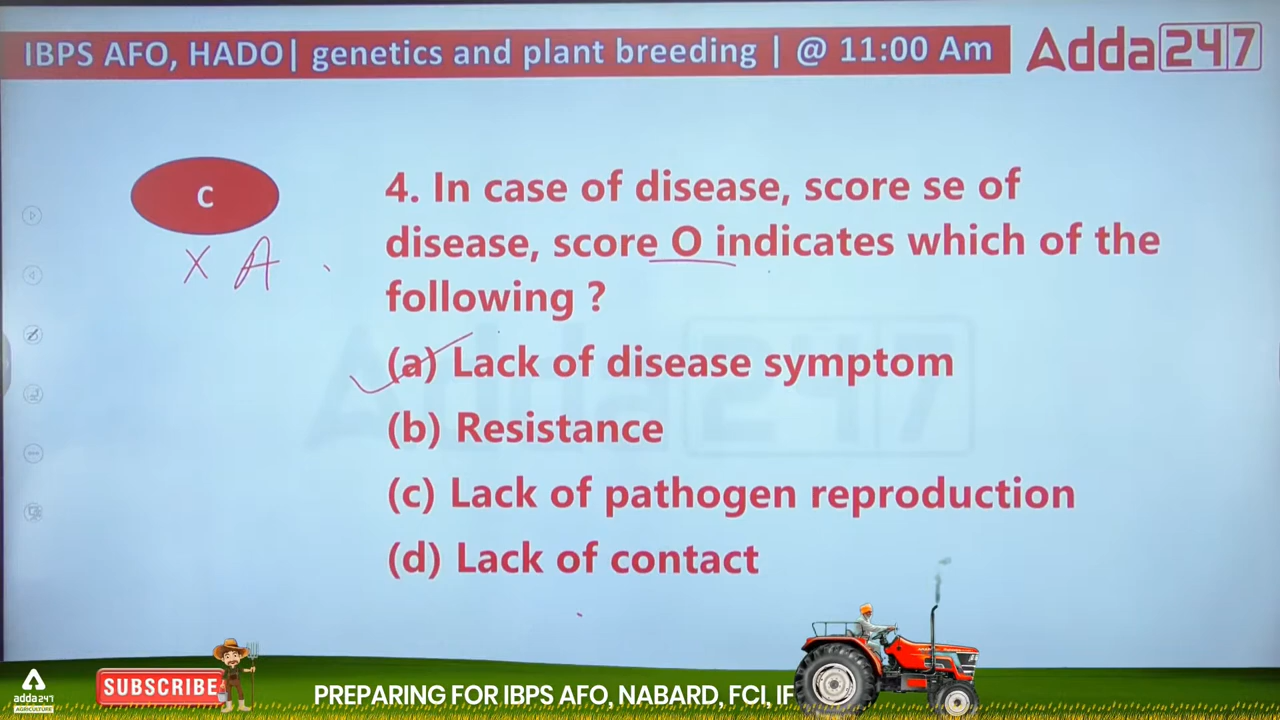 IBPS AFO, HADO| genetics and plant breeding | @ 11:00 Am
Adda247
C
X A
4. In case of disease, score se of
disease, score O indicates which of the
following ?
(a) Lack of disease symptom
(b) Resistance
(c) Lack of pathogen reproduction
(d) Lack of contact
Adda247
adda247
AGRICULTURE
SUBSCRIBE
PREPARING FOR IBPS AFO, NABARD, FCI, IF